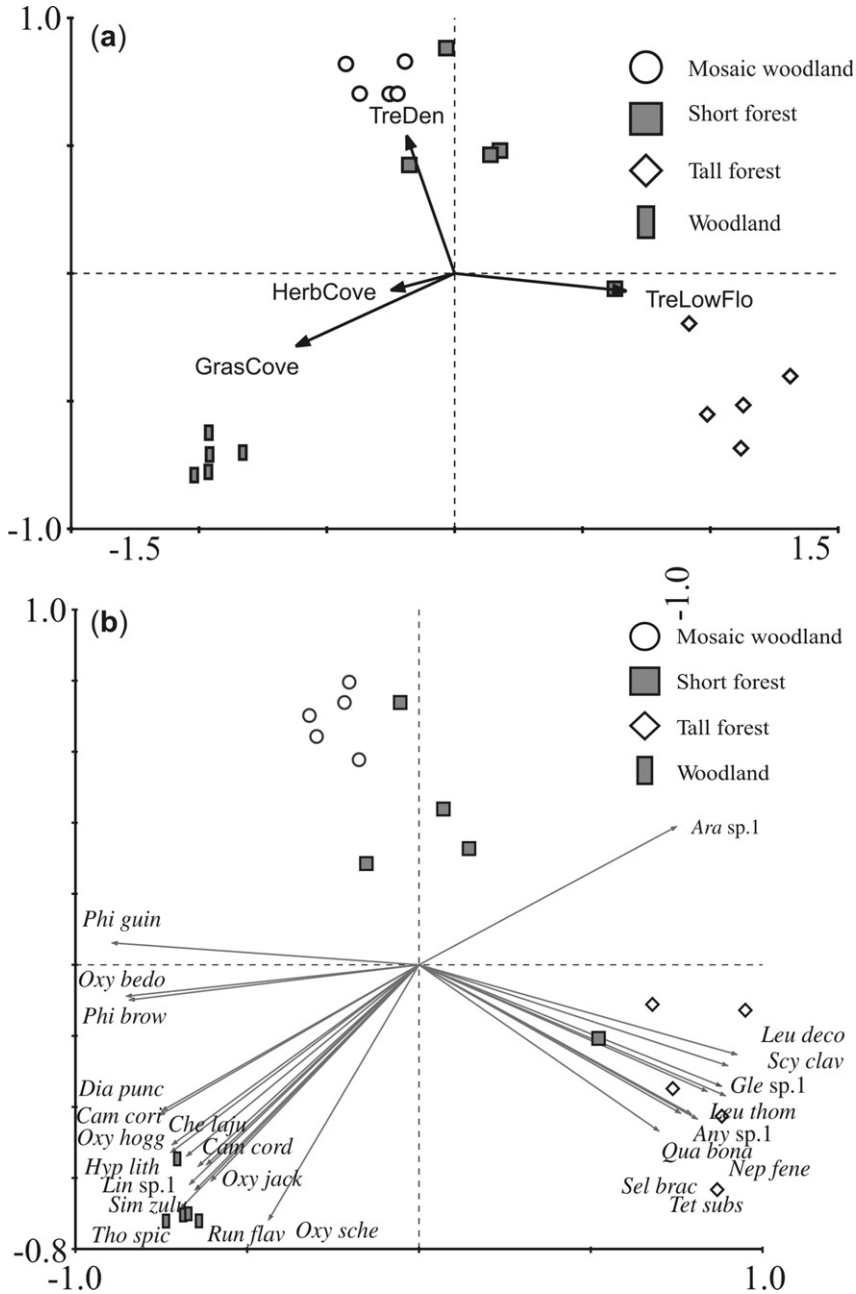 1.0
(a)
Mosaic woodland
Short forest
Tall forest
Woodland
TreDen
HerbCove
TreLowFlo
GrasCove
-1.0
-1.5
1.5
-1.0
1.0
(b)
Mosaic woodland
Short forest
Tall forest
Woodland
Ara sp.1
Phi guin
Oxy bedo
Phi brow
Leu deco
Scy clav
Gle sp.1
Dia punc
Cam cort
Che laju
Leu thom
Oxy hogg
Cam cord
Any sp.1
Qua bona
Hyp lith
Nep fene
Oxy jack
Lin sp.1
Sel brac
Sim zulu
Tet subs
Tho spic
Run flav
Oxy sche
-0.8
-1.0
1.0